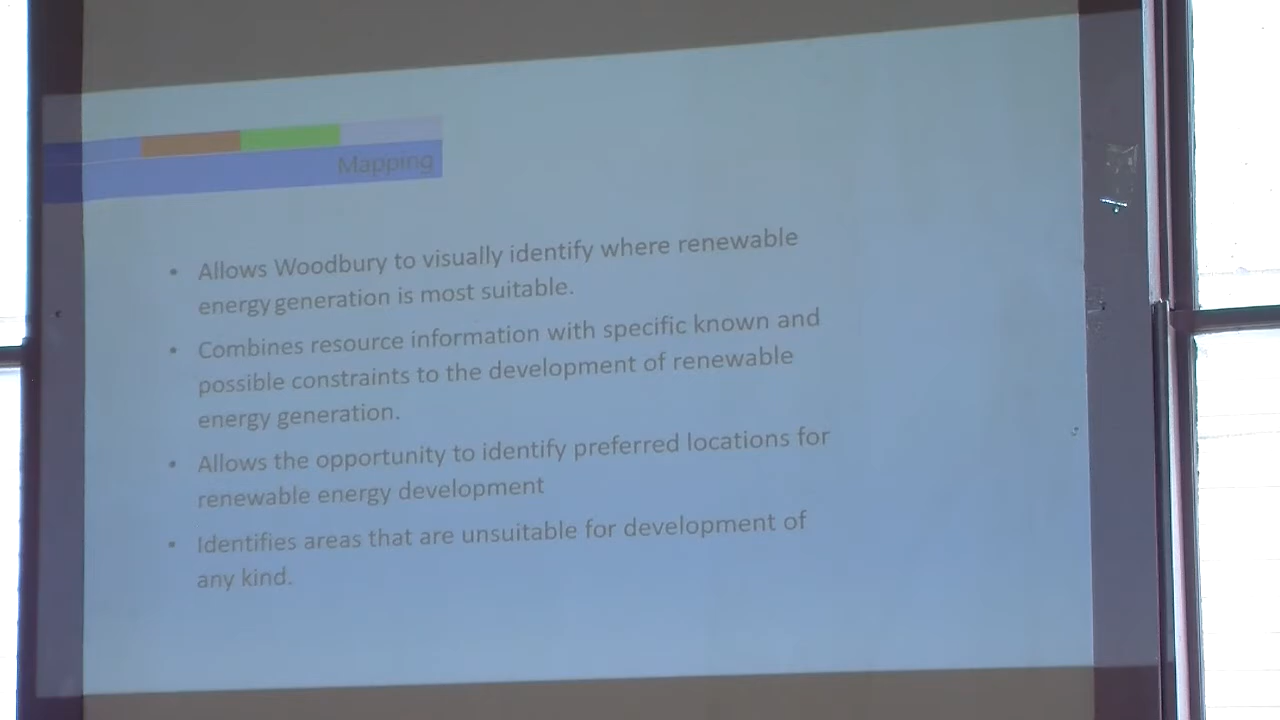 Mapping
• Allows Woodbury to visually identify where renewable
energy generation is most suitable.
• Combines resource information with specific known and
possible constraints to the development of renewable
energy generation.
• Allows the opportunity to identify preferred locations for
renewable energy development
• Identifies areas that are unsuitable for development of
any kind.